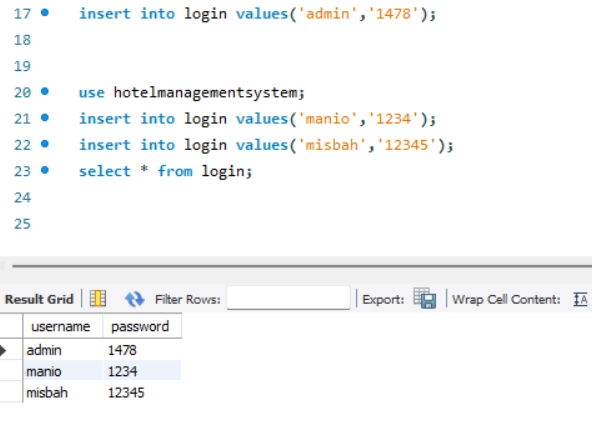 17 insert into login values('admin','1478');
18
19
20 use hotelmanagementsystem;
21 insert into login values('manio','1234');
22 insert into login values('misbah','12345');
23 select * from login;
24
25
Result Grid Filter Rows: Export: Wrap Cell Content: IA
username password
admin 1478
manio 1234
misbah 12345